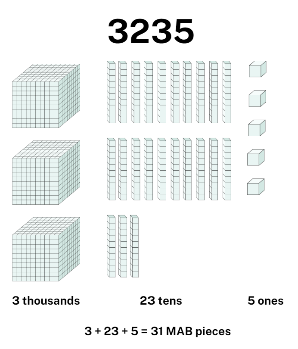 3235
3 thousands 23 tens 5 ones
3 + 23 + 5 = 31 MAB pieces